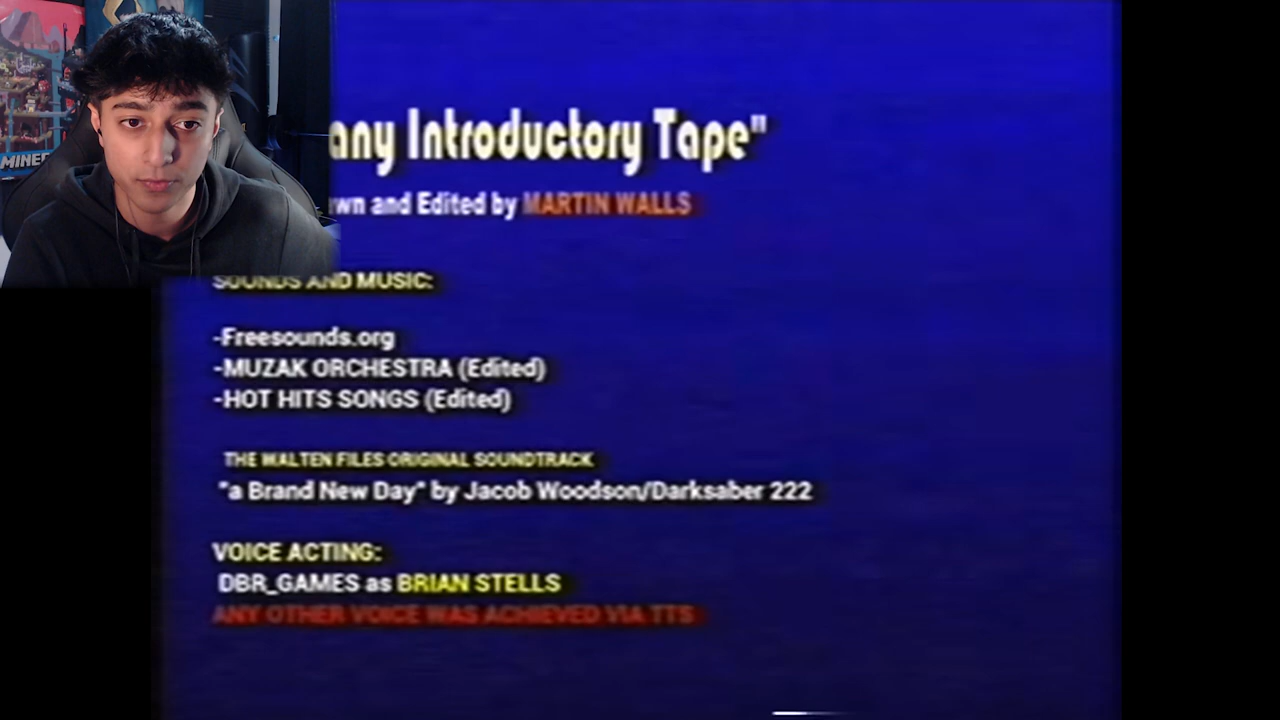 MINE
any Introductory Tape"
wn and Edited by MARTIN WALLS
SOUNDS AND MUSIC:
-Freesounds.org
-MUZAK ORCHESTRA (Edited)
-HOT HITS SONGS (Edited)
THE WALTEN FILES ORIGINAL SOUNDTRACK
"a Brand New Day" by Jacob Woodson/Darksaber 222
VOICE ACTING:
DBR_GAMES as BRIAN STELLS
ANY OTHER VOICE WAS ACHIEVED VIA TTS